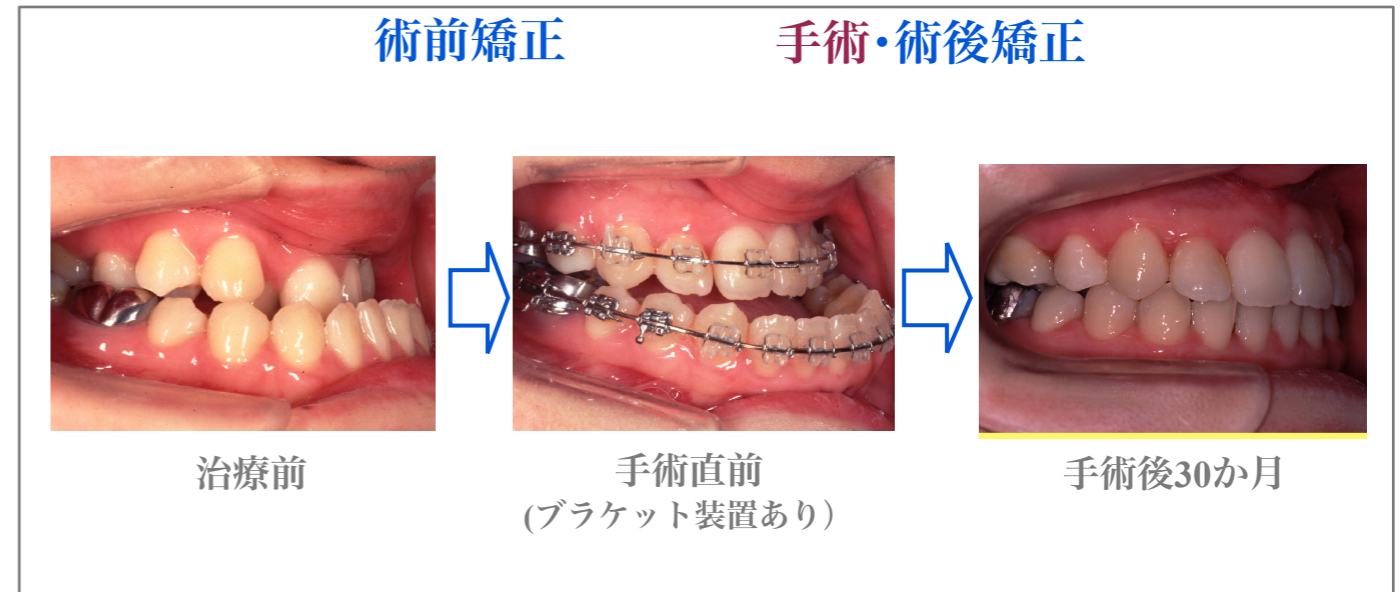 術前矯正
手術・術後矯正
治療前
手術直前
(ブラケット装置あり）
手術後30か月